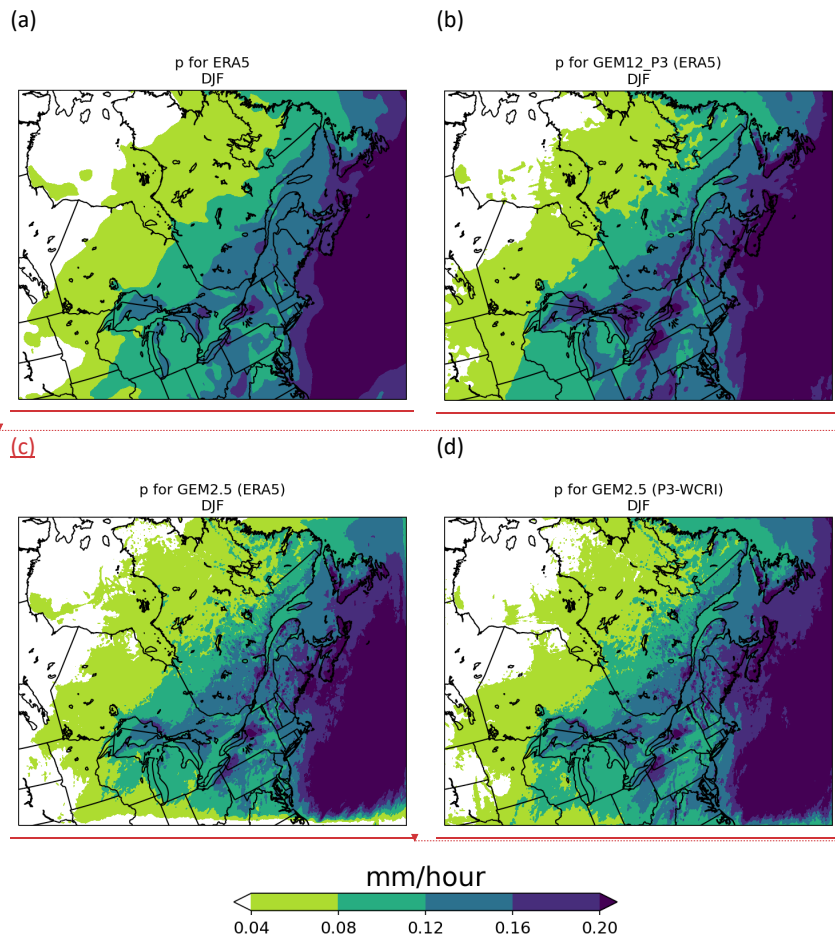 (a)
(b)
p for ERA5
DJF
p for GEM12_P3 (ERA5)
DJF
(c)
(d)
p for GEM2.5 (ERA5)
DJF
p for GEM2.5 (P3-WCRI)
DJF
mm/hour
0.04 0.08 0.12 0.16 0.20